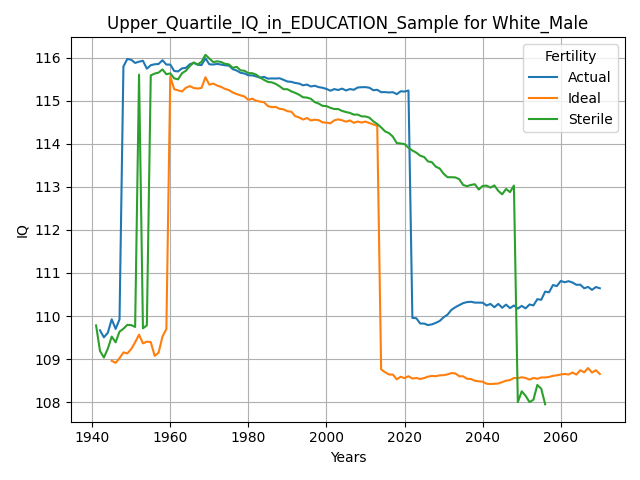 Upper_Quartile_IQ_in_EDUCATION_Sample for White_Male
Fertility
Actual
Ideal
Sterile
116
115
114
113
112
111
110
109
108
IQ
1940 1960 1980 2000 2020 2040 2060
Years